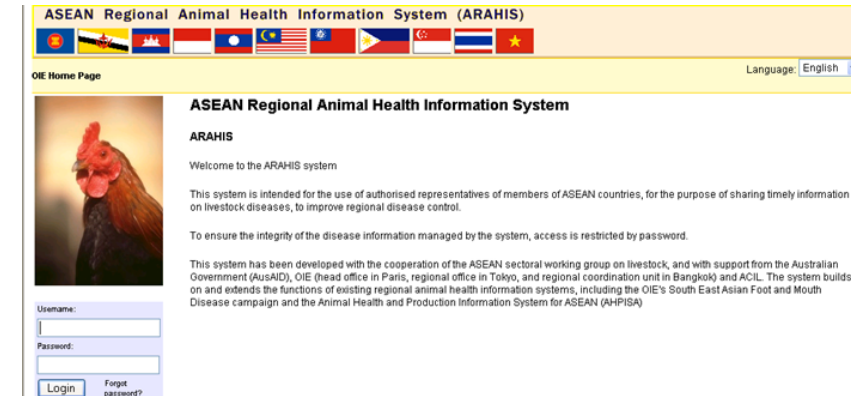 ASEAN Regional Animal Health Information System (ARAHIS)
Language: English
OIE Home Page
ASEAN Regional Animal Health Information System
ARAHIS
Welcome to the ARAHIS system
This system is intended for the use of authorised representatives of members of ASEAN countries, for the purpose of sharing timely information
on livestock diseases, to improve regional disease control.
To ensure the integrity of the disease information managed by the system, access is restricted by password.
This system has been developed with the cooperation of the ASEAN sectoral working group on livestock, and with support from the Australian
Government (AusAID), OIE (head office in Paris, regional office in Tokyo, and regional coordination unit in Bangkok) and ACIL. The system builds
on and extends the functions of existing regional animal health information systems, including the OIE's South East Asian Foot and Mouth
Disease campaign and the Animal Health and Production Information System for ASEAN (AHPISA)
Username:
Password:
Login
Forgot
password?